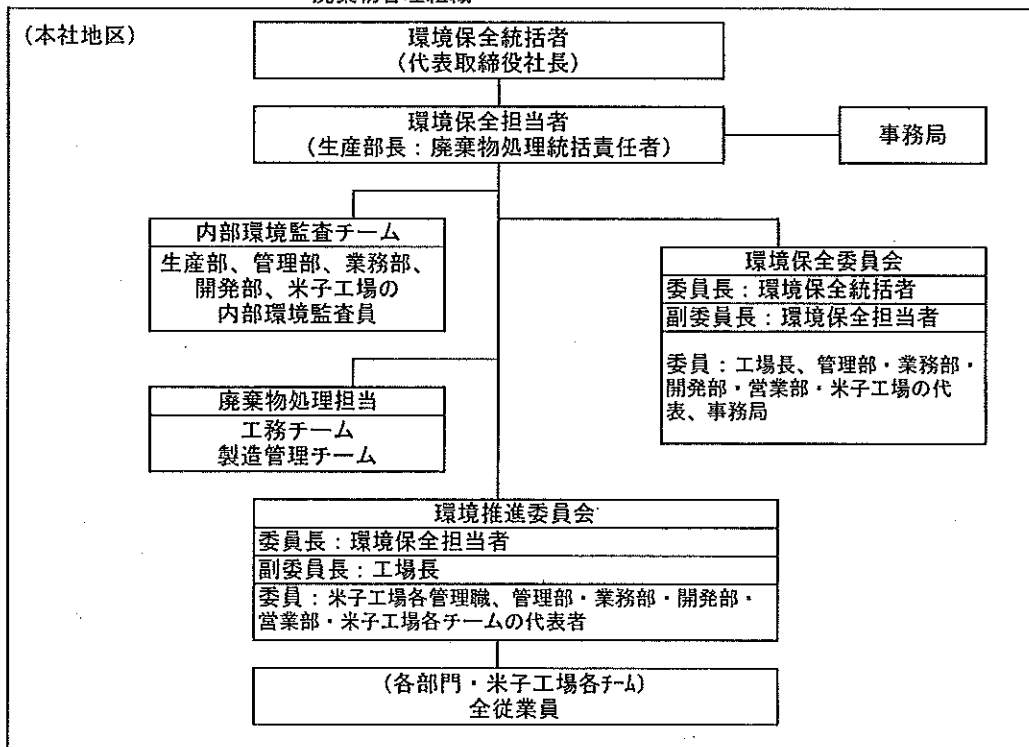 廃棄物管理組織
(本社地区)
環境保全統括者
(代表取締役社長)
環境保全担当者
(生産部長:廃棄物処理統括責任者)
事務局
内部環境監査チーム
生産部、管理部、業務部、
開発部、米子工場の
内部環境監査員
環境保全委員会
委員長:環境保全統括者
副委員長:環境保全担当者
委員:工場長、管理部・業務部・
開発部・営業部・米子工場の代
表、事務局
廃棄物処理担当
工務チーム
製造管理チーム
環境推進委員会
委員長:環境保全担当者
副委員長:工場長
委員:米子工場各管理職、管理部・業務部・開発部・
営業部・米子工場各チームの代表者
(各部門・米子工場各チーム)
全従業員